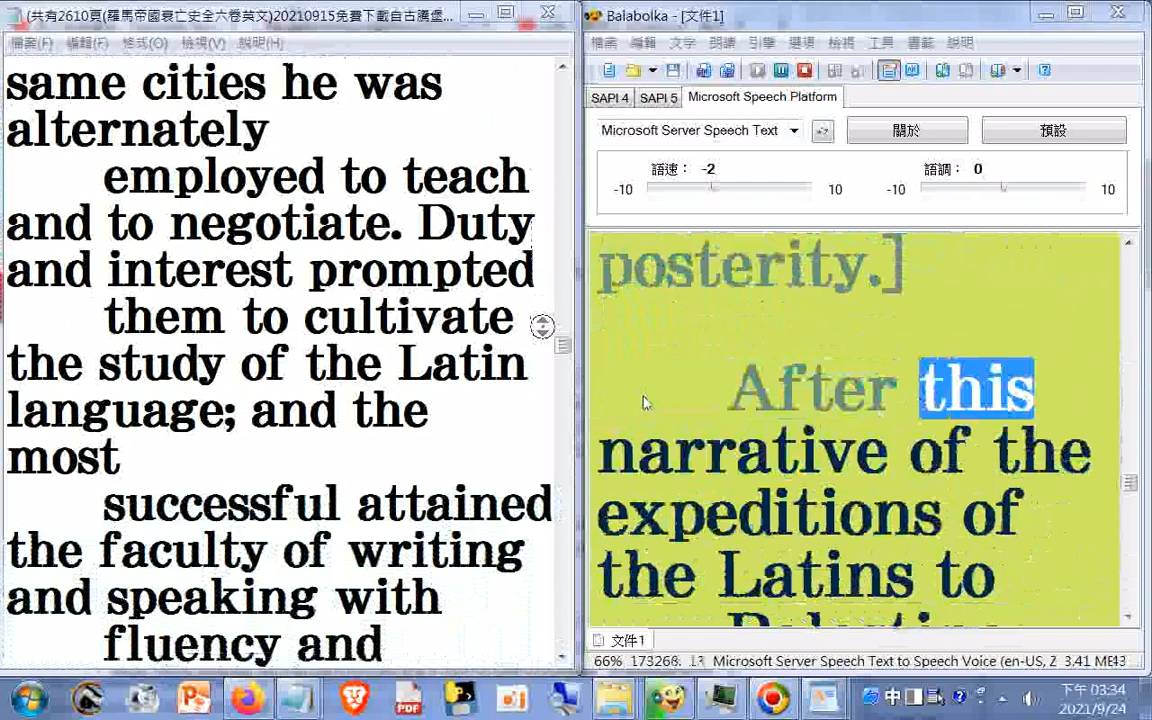 (共有2610頁(羅馬帝國衰亡史全六卷英文)20210915免費下載自古騰堡...
檔案(F) 編輯(E) 格式(O) 檢視(V) 說明(H)
same cities he was
alternately
employed to teach
and to negotiate. Duty
and interest prompted
them to cultivate
the study of the Latin
language; and the
most
successful attained
the faculty of writing
and speaking with
fluency and
Balabolka - [文件1]
檔案 編輯 文字 朗讀 引擎 選項 檢視 工具 書籤 說明
SAPI 4 SAPI 5 Microsoft Speech Platform
Microsoft Server Speech Text 關於 預設
語速： -2 語調： 0
-10 10 -10 10
posterity.]
After this
narrative of the
expeditions of
the Latins to
文件1
66% 173268. Microsoft Server Speech Text to Speech Voice (en-US, Z
下午 03:34
2021/9/24